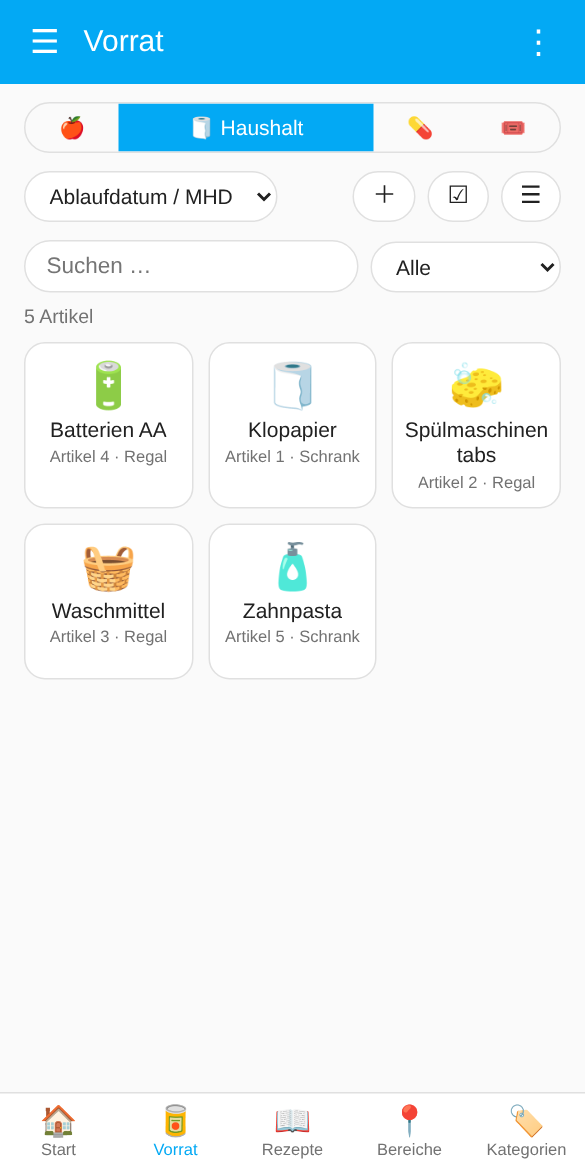 Vorrat
Haushalt
Ablaufdatum / MHD
Suchen …
Alle
5 Artikel
Batterien AA
Artikel 4 · Regal
Klopapier
Artikel 1 · Schrank
Spülmaschinen
tabs
Artikel 2 · Regal
Waschmittel
Artikel 3 · Regal
Zahnpasta
Artikel 5 · Schrank
Start
Vorrat
Rezepte
Bereiche
Kategorien